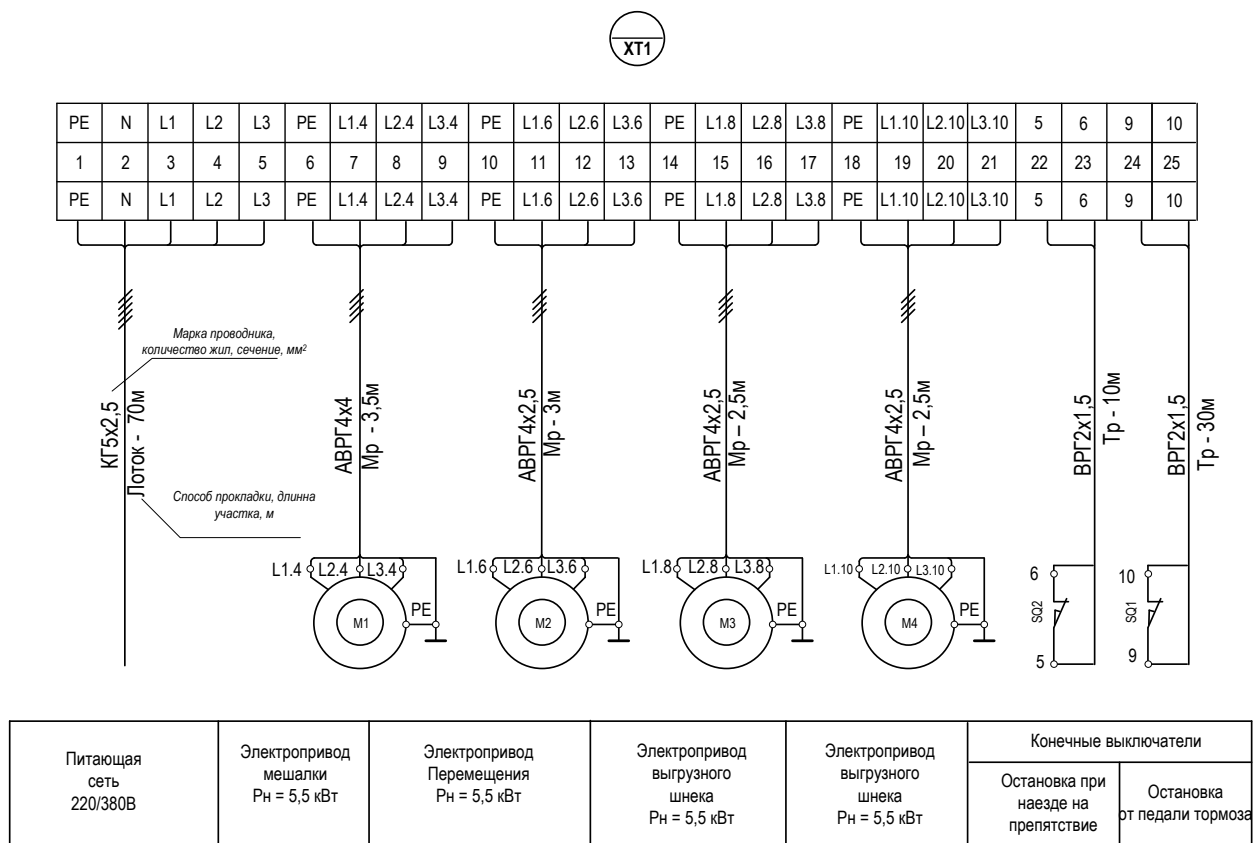 XT1
PE N L1 L2 L3 PE L1.4 L2.4 L3.4 PE L1.6 L2.6 L3.6 PE L1.8 L2.8 L3.8 PE L1.10 L2.10 L3.10 5 6 9 10
1 2 3 4 5 6 7 8 9 10 11 12 13 14 15 16 17 18 19 20 21 22 23 24 25
PE N L1 L2 L3 PE L1.4 L2.4 L3.4 PE L1.6 L2.6 L3.6 PE L1.8 L2.8 L3.8 PE L1.10 L2.10 L3.10 5 6 9 10
Марка проводника,
количество жил, сечение, мм²
КГ5х2,5
Лоток - 70м
Способ прокладки, длинна
участка, м
АВРГ4х4
Мр - 3,5м
АВРГ4х2,5
Мр - 3м
АВРГ4х2,5
Мр – 2,5м
АВРГ4х2,5
Мр – 2,5м
ВРГ2х1,5
Тр - 10м
ВРГ2х1,5
Тр - 30м
L1.4 L2.4 L3.4
PE
M1
L1.6 L2.6 L3.6
PE
M2
L1.8 L2.8 L3.8
PE
M3
L1.10 L2.10 L3.10
PE
M4
6
SQ2
5
10
SQ1
9
Питающая
сеть
220/380В
Электропривод
мешалки
Рн = 5,5 кВт
Электропривод
Перемещения
Рн = 5,5 кВт
Электропривод
выгрузного
шнека
Рн = 5,5 кВт
Электропривод
выгрузного
шнека
Рн = 5,5 кВт
Конечные выключатели
Остановка при
наезде на
препятствие
Остановка
от педали тормоза